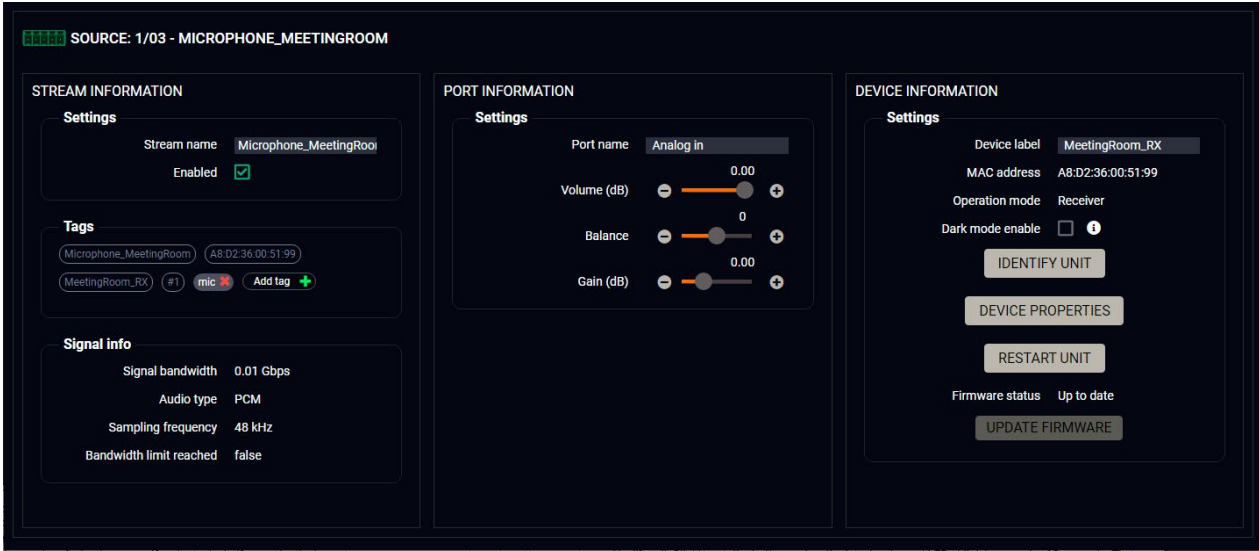 SOURCE: 1/03 - MICROPHONE_MEETINGROOM
STREAM INFORMATION
Settings
Stream name Microphone_MeetingRoo
Enabled
Tags
Microphone_MeetingRoom A8:D2:36:00:51:99
MeetingRoom_RX #1 mic Add tag
Signal info
Signal bandwidth 0.01 Gbps
Audio type PCM
Sampling frequency 48 kHz
Bandwidth limit reached false
PORT INFORMATION
Settings
Port name Analog in
0.00
Volume (dB)
0
Balance
0.00
Gain (dB)
DEVICE INFORMATION
Settings
Device label MeetingRoom_RX
MAC address A8:D2:36:00:51:99
Operation mode Receiver
Dark mode enable
IDENTIFY UNIT
DEVICE PROPERTIES
RESTART UNIT
Firmware status Up to date
UPDATE FIRMWARE